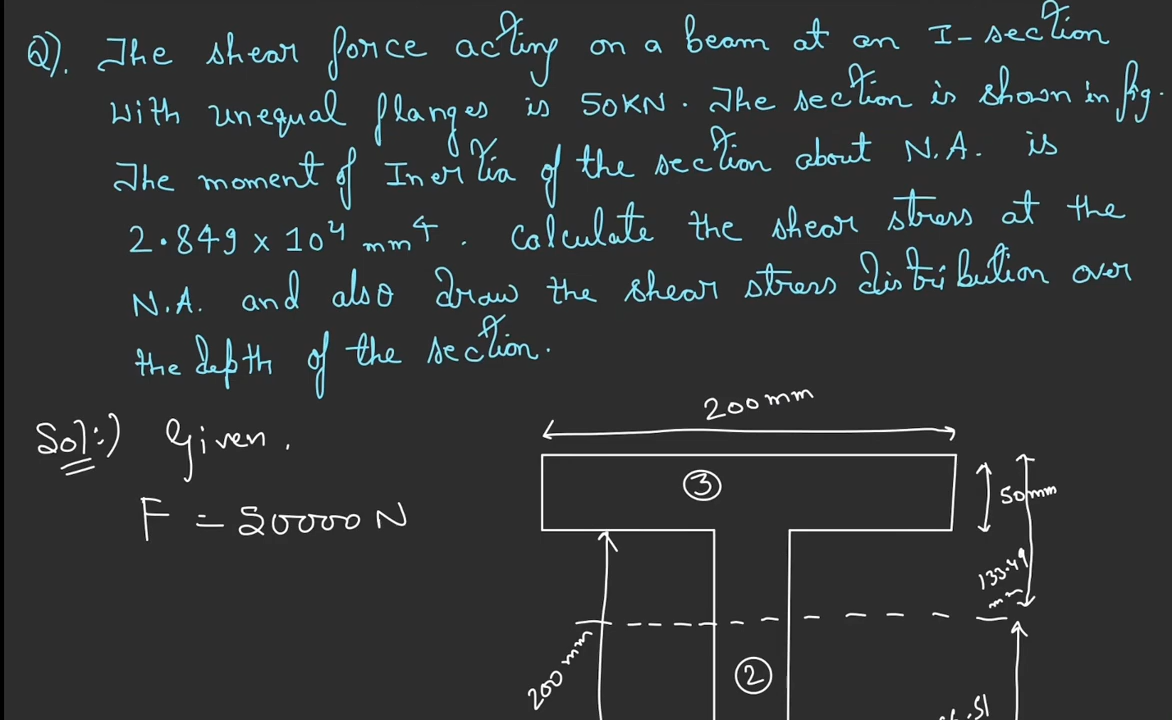 Q). The shear force acting on a beam at an I-section
with unequal flanges is 50KN. The section is shown in fig.
The moment of Inertia of the section about N.A. is
2.849 x 10⁴ mm⁴. Calculate the shear stress at the
N.A. and also draw the shear stress distribution over
the depth of the section.
Sol:) Given,
F = 50000 N
200mm
3
50mm
133.49
mm
200 mm
2
.51